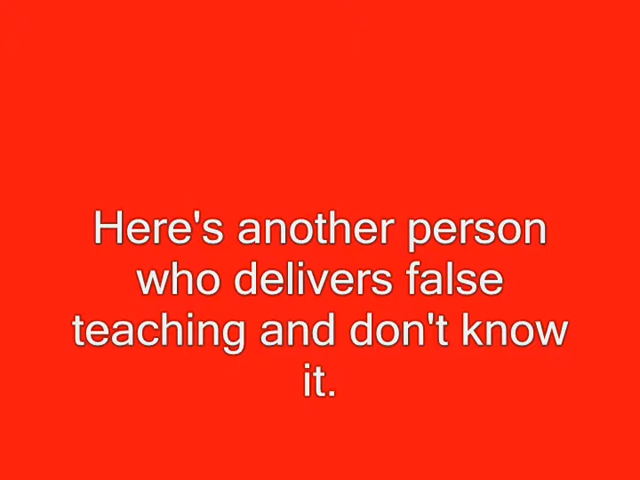 Here's another person
who delivers false
teaching and don't know
it.